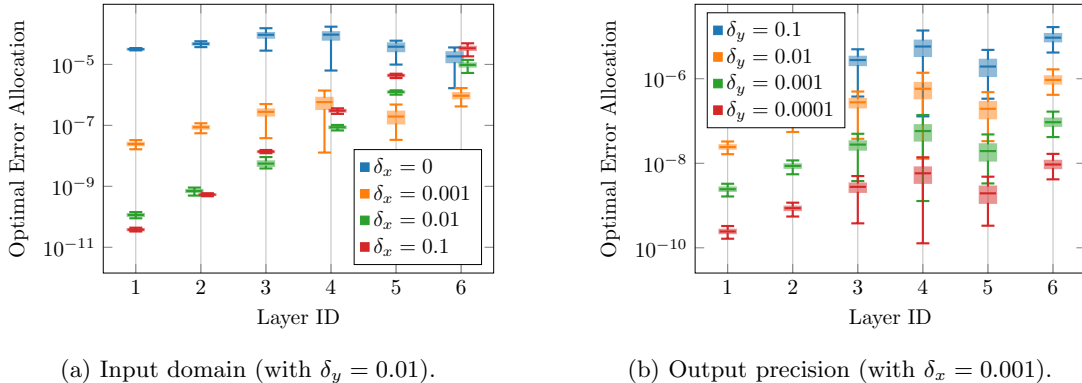 Optimal Error Allocation
10⁻⁵
10⁻⁷
10⁻⁹
10⁻¹¹
δx = 0
δx = 0.001
δx = 0.01
δx = 0.1
1 2 3 4 5 6
Layer ID
(a) Input domain (with δy = 0.01).
Optimal Error Allocation
10⁻⁶
10⁻⁸
10⁻¹⁰
δy = 0.1
δy = 0.01
δy = 0.001
δy = 0.0001
1 2 3 4 5 6
Layer ID
(b) Output precision (with δx = 0.001).